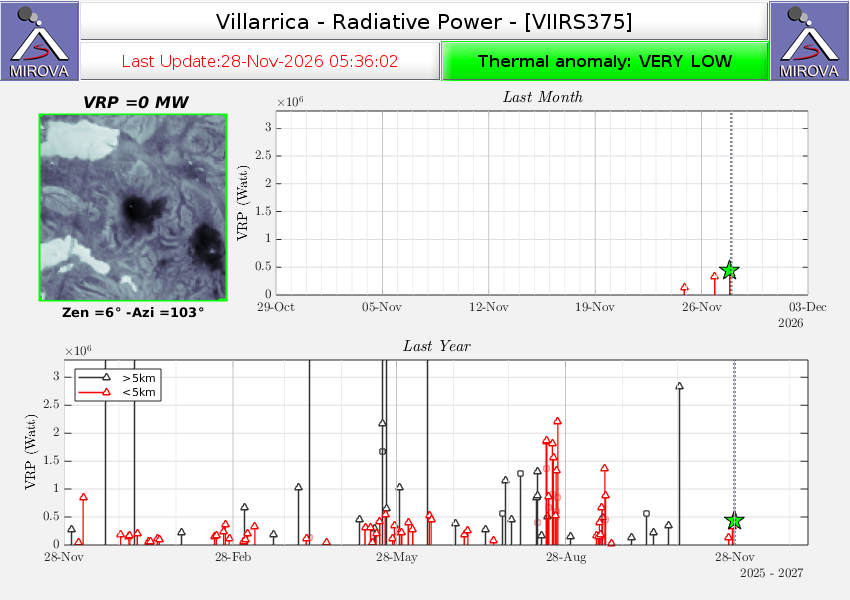 Villarrica - Radiative Power - [VIIRS375]
MIROVA
Last Update:28-Nov-2026 05:36:02
Thermal anomaly: VERY LOW
MIROVA
VRP =0 MW
Zen =6° -Azi =103°
Last Month
×10⁶
VRP (Watt)
3
2.5
2
1.5
1
0.5
0
29-Oct 05-Nov 12-Nov 19-Nov 26-Nov 03-Dec
2026
Last Year
×10⁶
VRP (Watt)
>5km
<5km
3
2.5
2
1.5
1
0.5
0
28-Nov 28-Feb 28-May 28-Aug 28-Nov
2025 - 2027